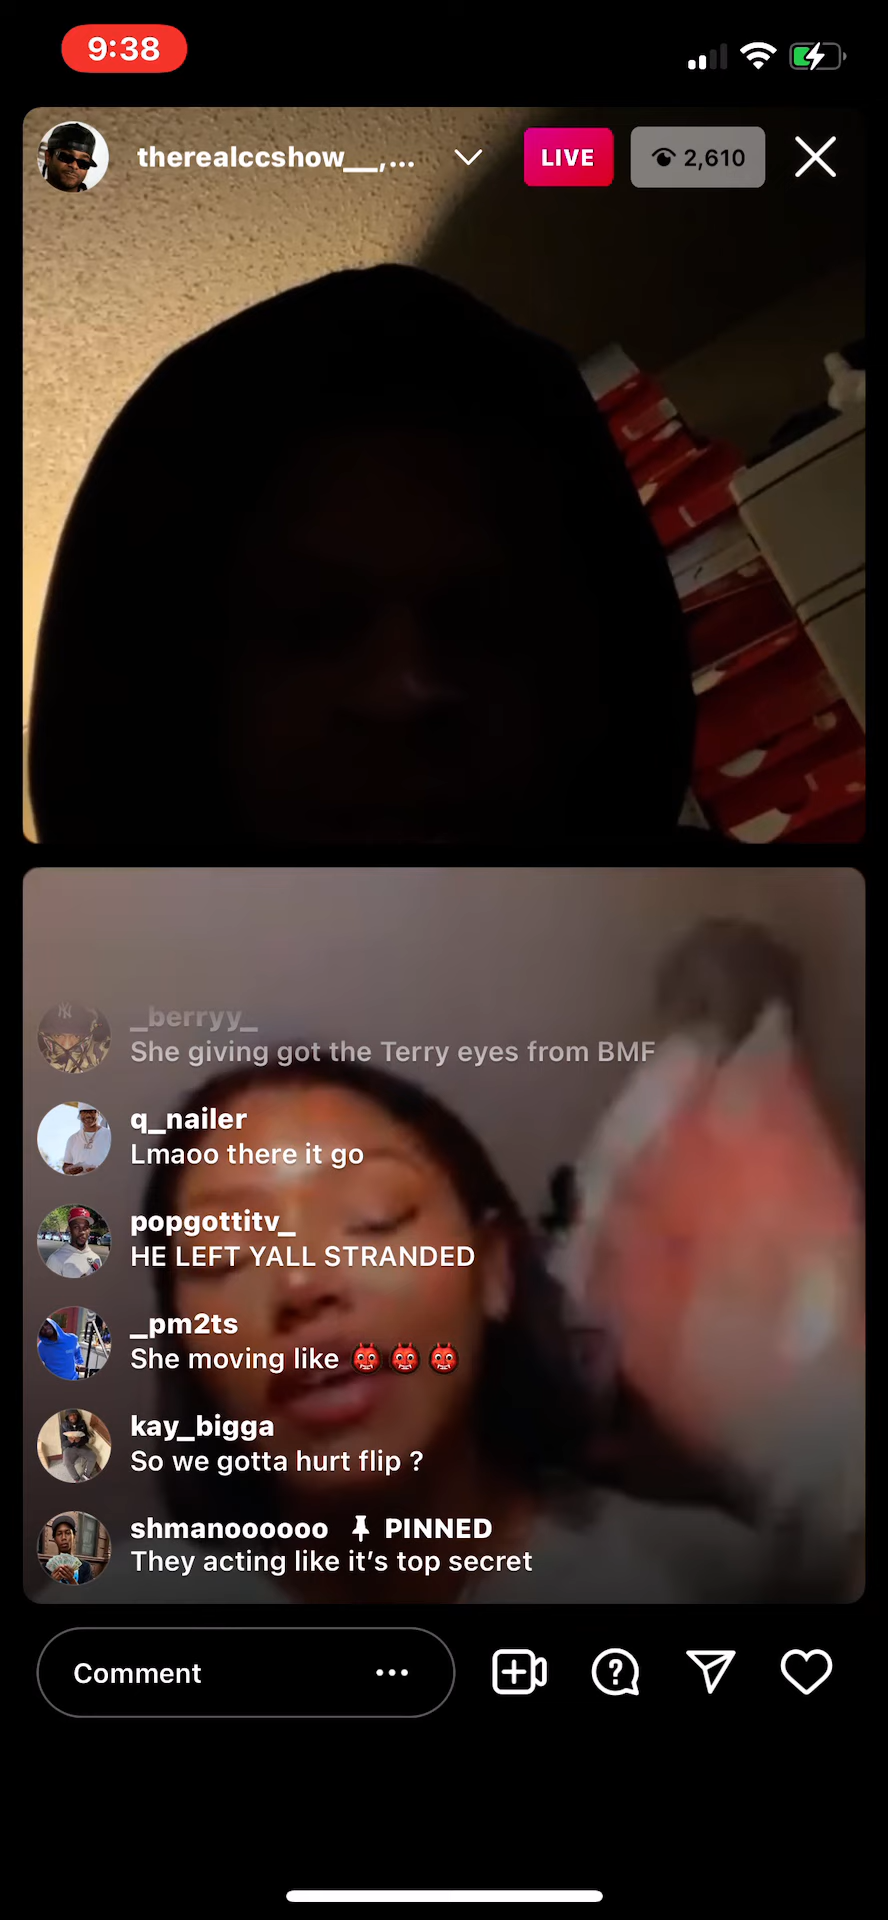 9:38
therealccshow__,...
LIVE
2,610
_berryy_
She giving got the Terry eyes from BMF
q_nailer
Lmaoo there it go
popgottitv_
HE LEFT YALL STRANDED
_pm2ts
She moving like 👹👹👹
kay_bigga
So we gotta hurt flip ?
shmanoooooo PINNED
They acting like it’s top secret
Comment